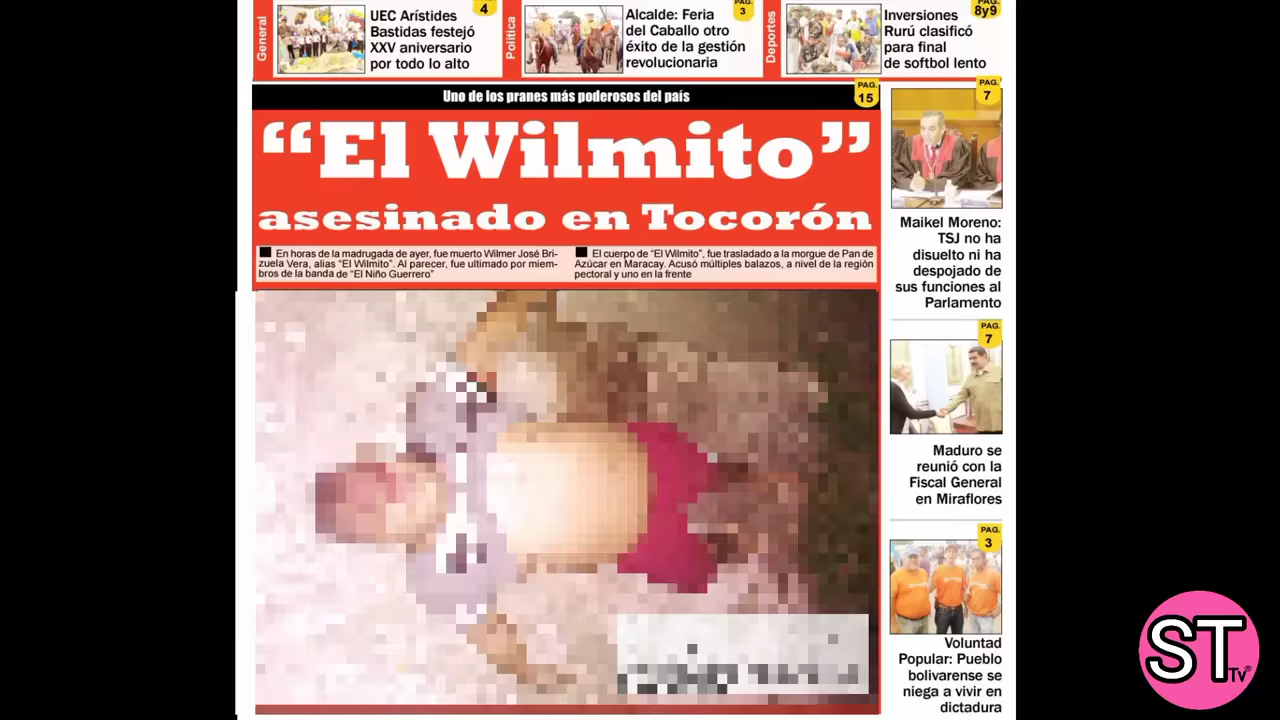 General
UEC Arístides
Bastidas festejó
XXV aniversario
por todo lo alto
PAG.
4
Política
Alcalde: Feria
del Caballo otro
éxito de la gestión
revolucionaria
PAG.
3
Deportes
Inversiones
Rurú clasificó
para final
de softbol lento
PAG.
8y9
Uno de los pranes más poderosos del país
PAG.
15
“El Wilmito”
asesinado en Tocorón
En horas de la madrugada de ayer, fue muerto Wilmer José Bri-
zuela Vera, alias “El Wilmito”. Al parecer, fue ultimado por miem-
bros de la banda de “El Niño Guerrero”
El cuerpo de “El Wilmito”, fue trasladado a la morgue de Pan de
Azúcar en Maracay. Acusó múltiples balazos, a nivel de la región
pectoral y uno en la frente
PAG.
7
Maikel Moreno:
TSJ no ha
disuelto ni ha
despojado de
sus funciones al
Parlamento
PAG.
7
Maduro se
reunió con la
Fiscal General
en Miraflores
PAG.
3
Voluntad
Popular: Pueblo
bolivarense se
niega a vivir en
dictadura
ST
TV®